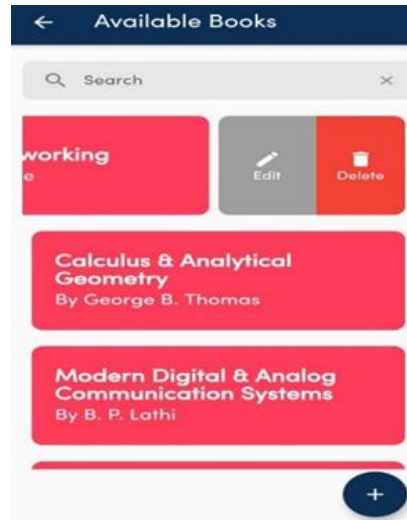 Available Books
Search
working
e
Edit
Delete
Calculus & Analytical
Geometry
By George B. Thomas
Modern Digital & Analog
Communication Systems
By B. P. Lathi